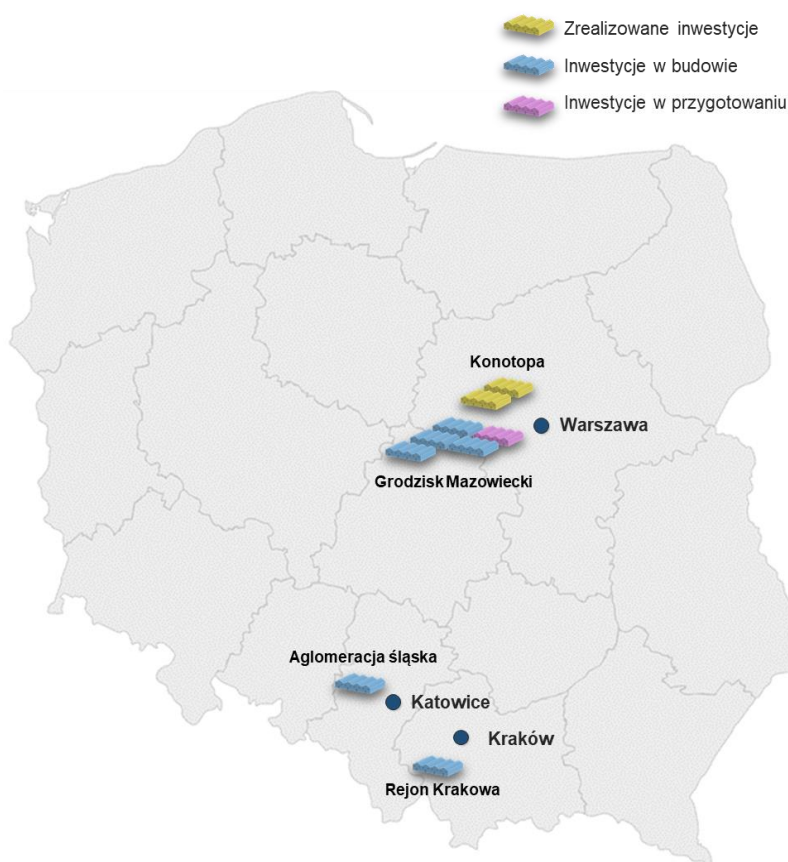 Zrealizowane inwestycje
Inwestycje w budowie
Inwestycje w przygotowaniu
Konotopa
Warszawa
Grodzisk Mazowiecki
Aglomeracja śląska
Katowice
Kraków
Rejon Krakowa